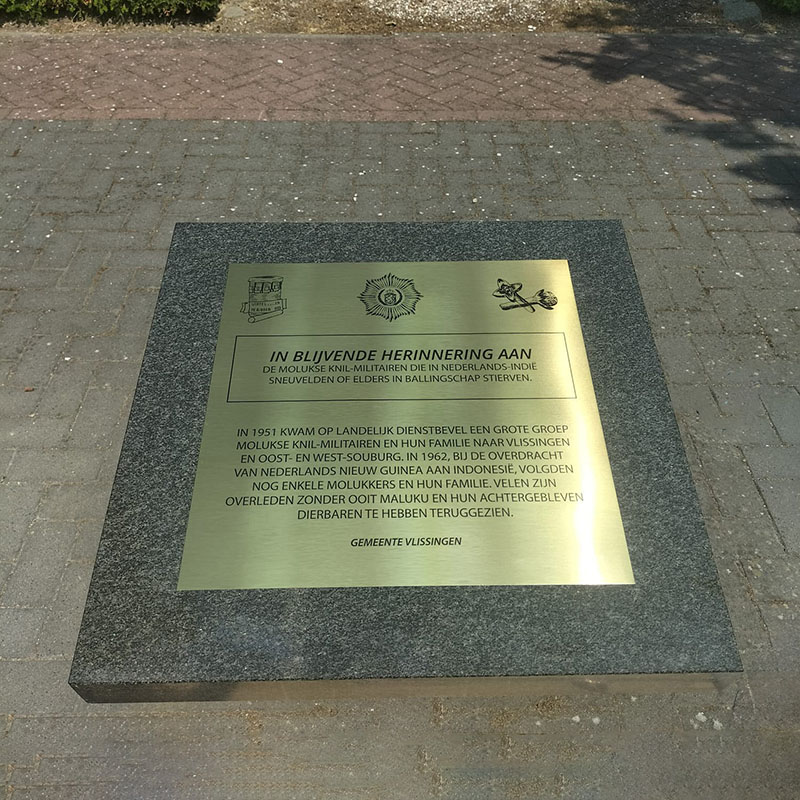 IN BLIJVENDE HERINNERING AAN
DE MOLUKSE KNIL-MILITAIREN DIE IN NEDERLANDS-INDIË
SNEUVELDEN OF ELDERS IN BALLINGSCHAP STIERVEN.
IN 1951 KWAM OP LANDELIJK DIENSTBEVEL EEN GROTE GROEP
MOLUKSE KNIL-MILITAIREN EN HUN FAMILIE NAAR VLISSINGEN
EN OOST- EN WEST-SOUBURG. IN 1962, BIJ DE OVERDRACHT
VAN NEDERLANDS NIEUW GUINEA AAN INDONESIË, VOLGDEN
NOG ENKELE MOLUKKERS EN HUN FAMILIE. VELEN ZIJN
OVERLEDEN ZONDER OOIT MALUKU EN HUN ACHTERGEBLEVEN
DIERBAREN TE HEBBEN TERUGGEZIEN.
GEMEENTE VLISSINGEN